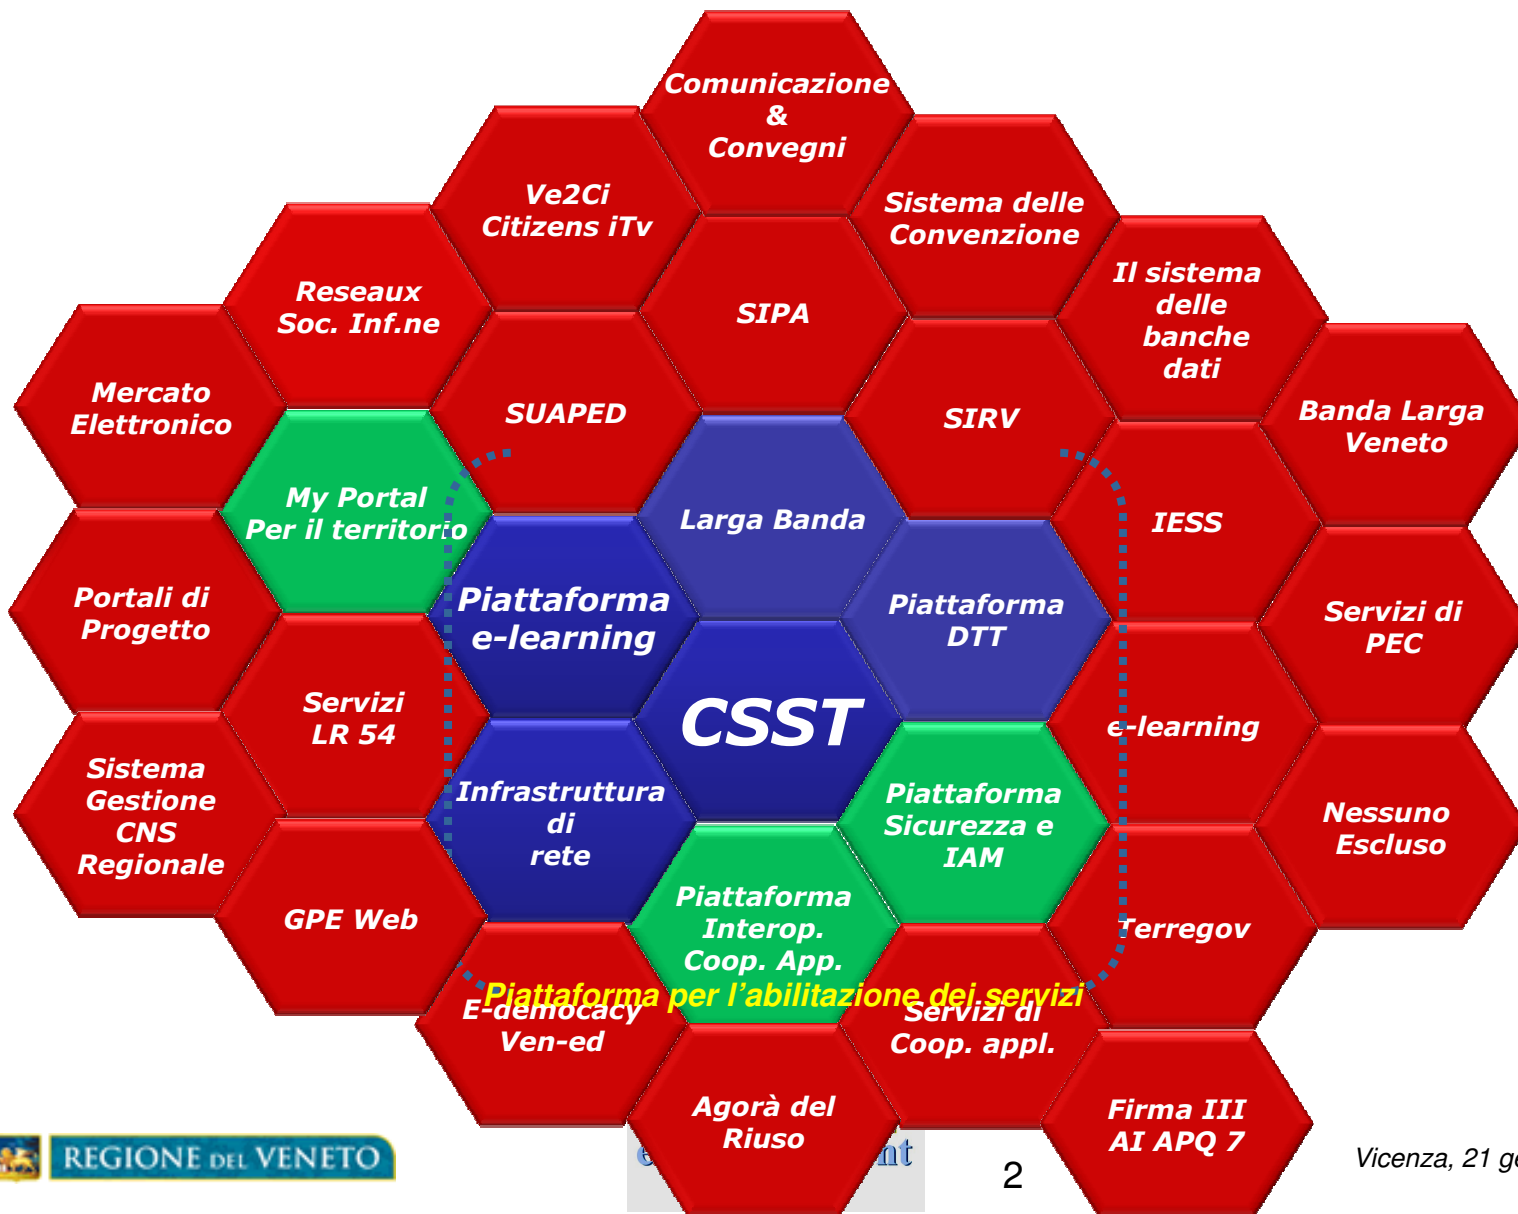 Comunicazione
&
Convegni
Ve2Ci
Citizens iTv
Sistema delle
Convenzione
Reseaux
Soc. Inf.ne
SIPA
Il sistema
delle
banche
dati
Mercato
Elettronico
SUAPED
SIRV
Banda Larga
Veneto
My Portal
Per il territorio
Larga Banda
IESS
Portali di
Progetto
Piattaforma
e-learning
Piattaforma
DTT
Servizi di
PEC
Servizi
LR 54
CSST
e-learning
Sistema
Gestione
CNS
Regionale
Infrastruttura
di
rete
Piattaforma
Sicurezza e
IAM
Nessuno
Escluso
GPE Web
Piattaforma
Interop.
Coop. App.
Terregov
Piattaforma per l'abilitazione dei servizi
E-democacy
Ven-ed
Servizi di
Coop. appl.
Agorà del
Riuso
Firma III
AI APQ 7
REGIONE DEL VENETO
2
Vicenza, 21